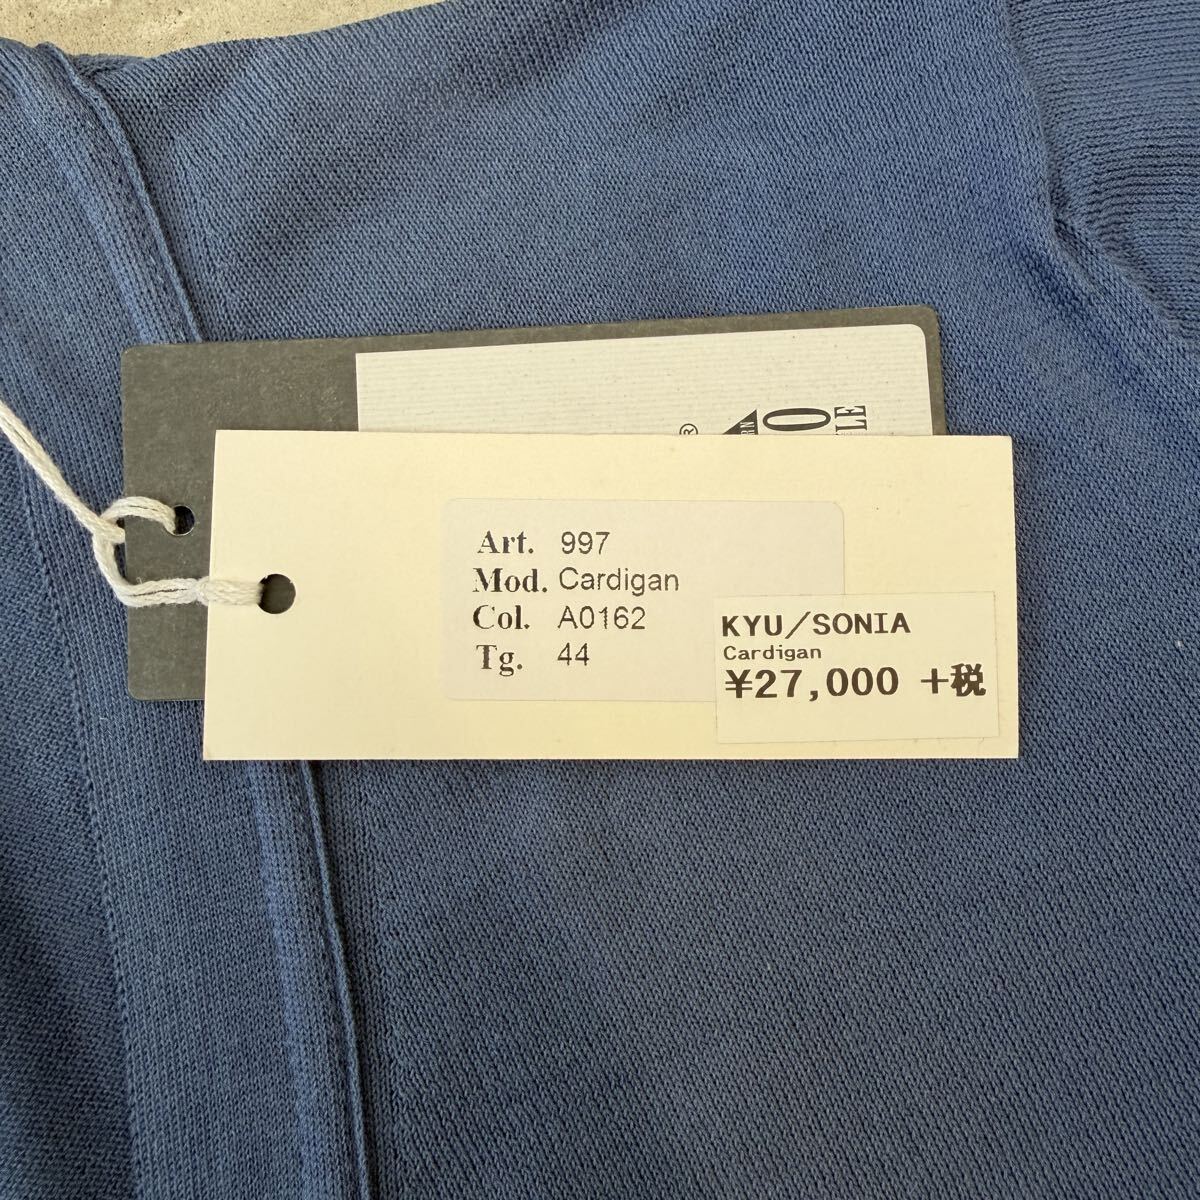 Art. 997
Mod. Cardigan
Col. A0162
Tg. 44
KYU/SONIA
Cardigan
¥27,000 +税
®